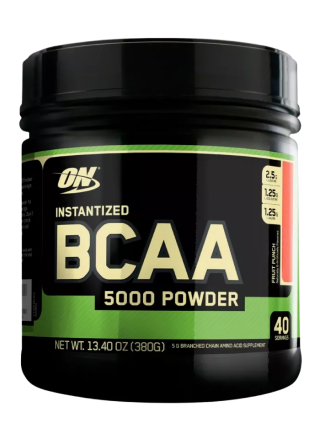 ON
INSTANTIZED
BCAA
5000 POWDER
2.5g
1.25g
1.25g
FRUIT PUNCH
40
SERVINGS
NET WT. 13.40 OZ (380G)
5 G BRANCHED CHAIN AMINO ACID SUPPLEMENT